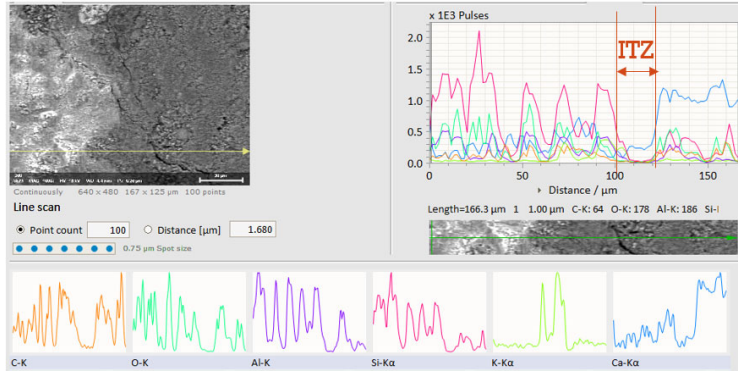 x 1E3 Pulses
2.0
1.5
1.0
0.5
0.0
ITZ
0 50 100 150
Distance / µm
Continuously 640 x 480 167 x 125 µm 100 points
Line scan
Point count 100 Distance [µm] 1.680
0.75 µm Spot size
Length=166.3 µm 1 1.00 µm C-K: 64 O-K: 178 Al-K: 186 Si-I
C-K O-K Al-K Si-Kα K-Kα Ca-Kα